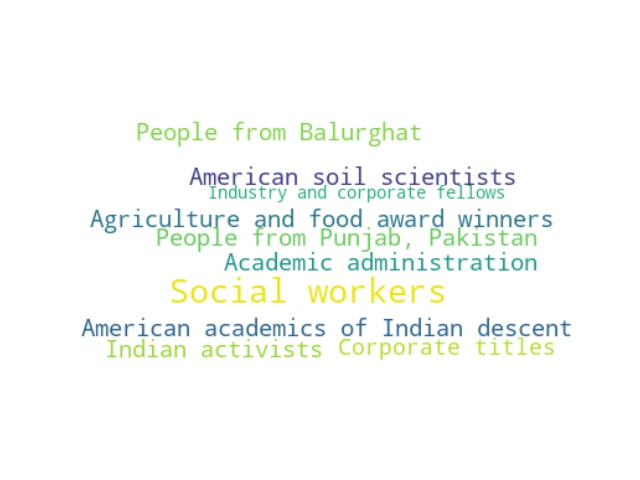 People from Balurghat
American soil scientists
Industry and corporate fellows
Agriculture and food award winners
People from Punjab, Pakistan
Academic administration
Social workers
American academics of Indian descent
Indian activists Corporate titles